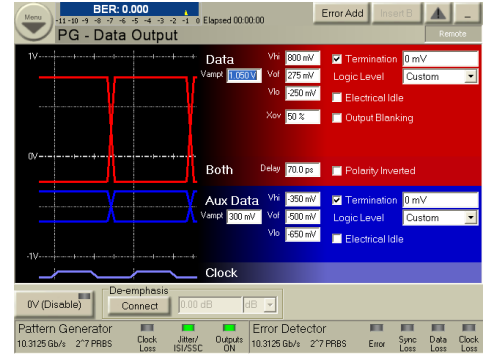 Menu
BER: 0.000
-11 -10 -9 -8 -7 -6 -5 -4 -3 -2 -1 0 Elapsed 00:00:00
Error Add
Insert B
PG - Data Output
Remote
1V
0V
-1V
Data
Vhi 800 mV
Termination 0 mV
Vampt 1.050 V
Vof 275 mV
Logic Level Custom
Vlo -250 mV
Electrical Idle
Xov 50 %
Output Blanking
Both
Delay 70.0 ps
Polarity Inverted
Aux Data
Vhi -350 mV
Termination 0 mV
Vampt 300 mV
Vof -500 mV
Logic Level Custom
Vlo -650 mV
Electrical Idle
Clock
0V (Disable)
De-emphasis
Connect
0.00 dB
dB
Pattern Generator
10.3125 Gb/s 2^7 PRBS
Clock Loss
Jitter/ ISI/SSC
Outputs ON
Error Detector
10.3125 Gb/s 2^7 PRBS
Error
Sync Loss
Data Loss
Clock Loss